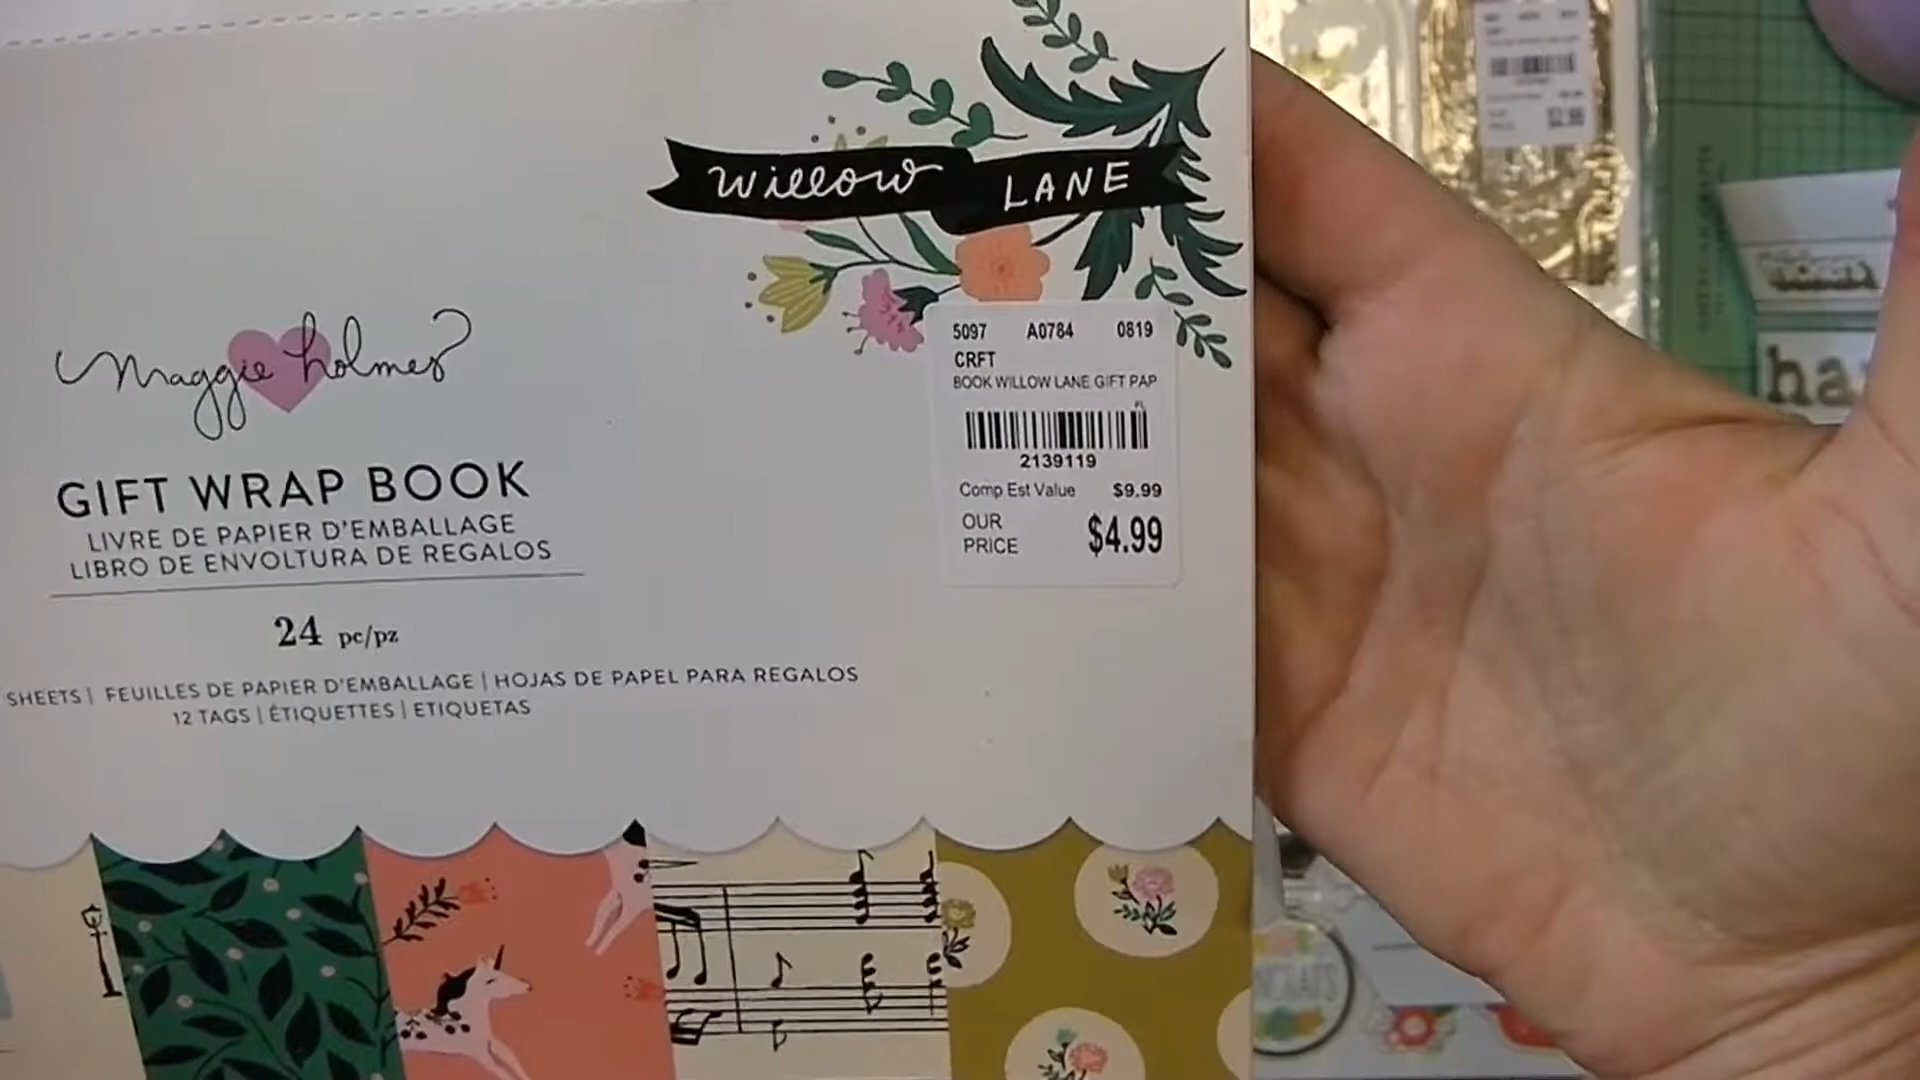 Willow LANE
maggie holmes
GIFT WRAP BOOK
LIVRE DE PAPIER D'EMBALLAGE
LIBRO DE ENVOLTURA DE REGALOS
24 pc/pz
SHEETS | FEUILLES DE PAPIER D'EMBALLAGE | HOJAS DE PAPEL PARA REGALOS
12 TAGS | ÉTIQUETTES | ETIQUETAS
5097 A0784 0819
CRFT
BOOK WILLOW LANE GIFT PAP
2139119
Comp Est Value $9.99
OUR
PRICE $4.99
ha